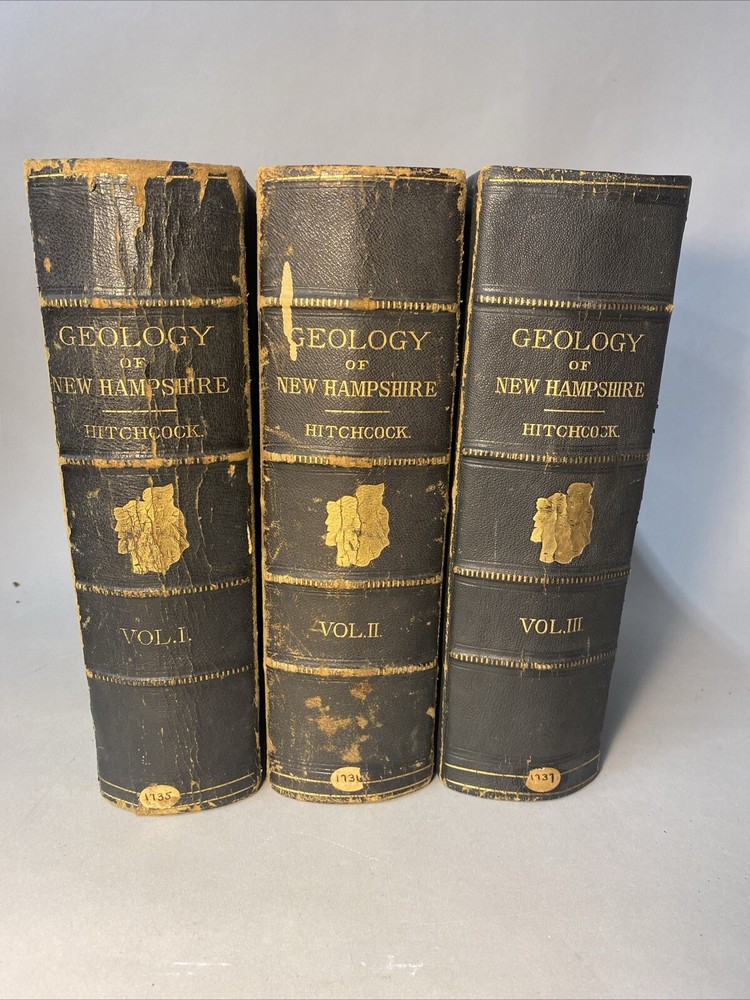 GEOLOGY
OF
NEW HAMPSHIRE
HITCHCOCK.
VOL.I.
1735
GEOLOGY
OF
NEW HAMPSHIRE
HITCHCOCK.
VOL.II.
1736
GEOLOGY
OF
NEW HAMPSHIRE
HITCHCOCK.
VOL.III.
1737